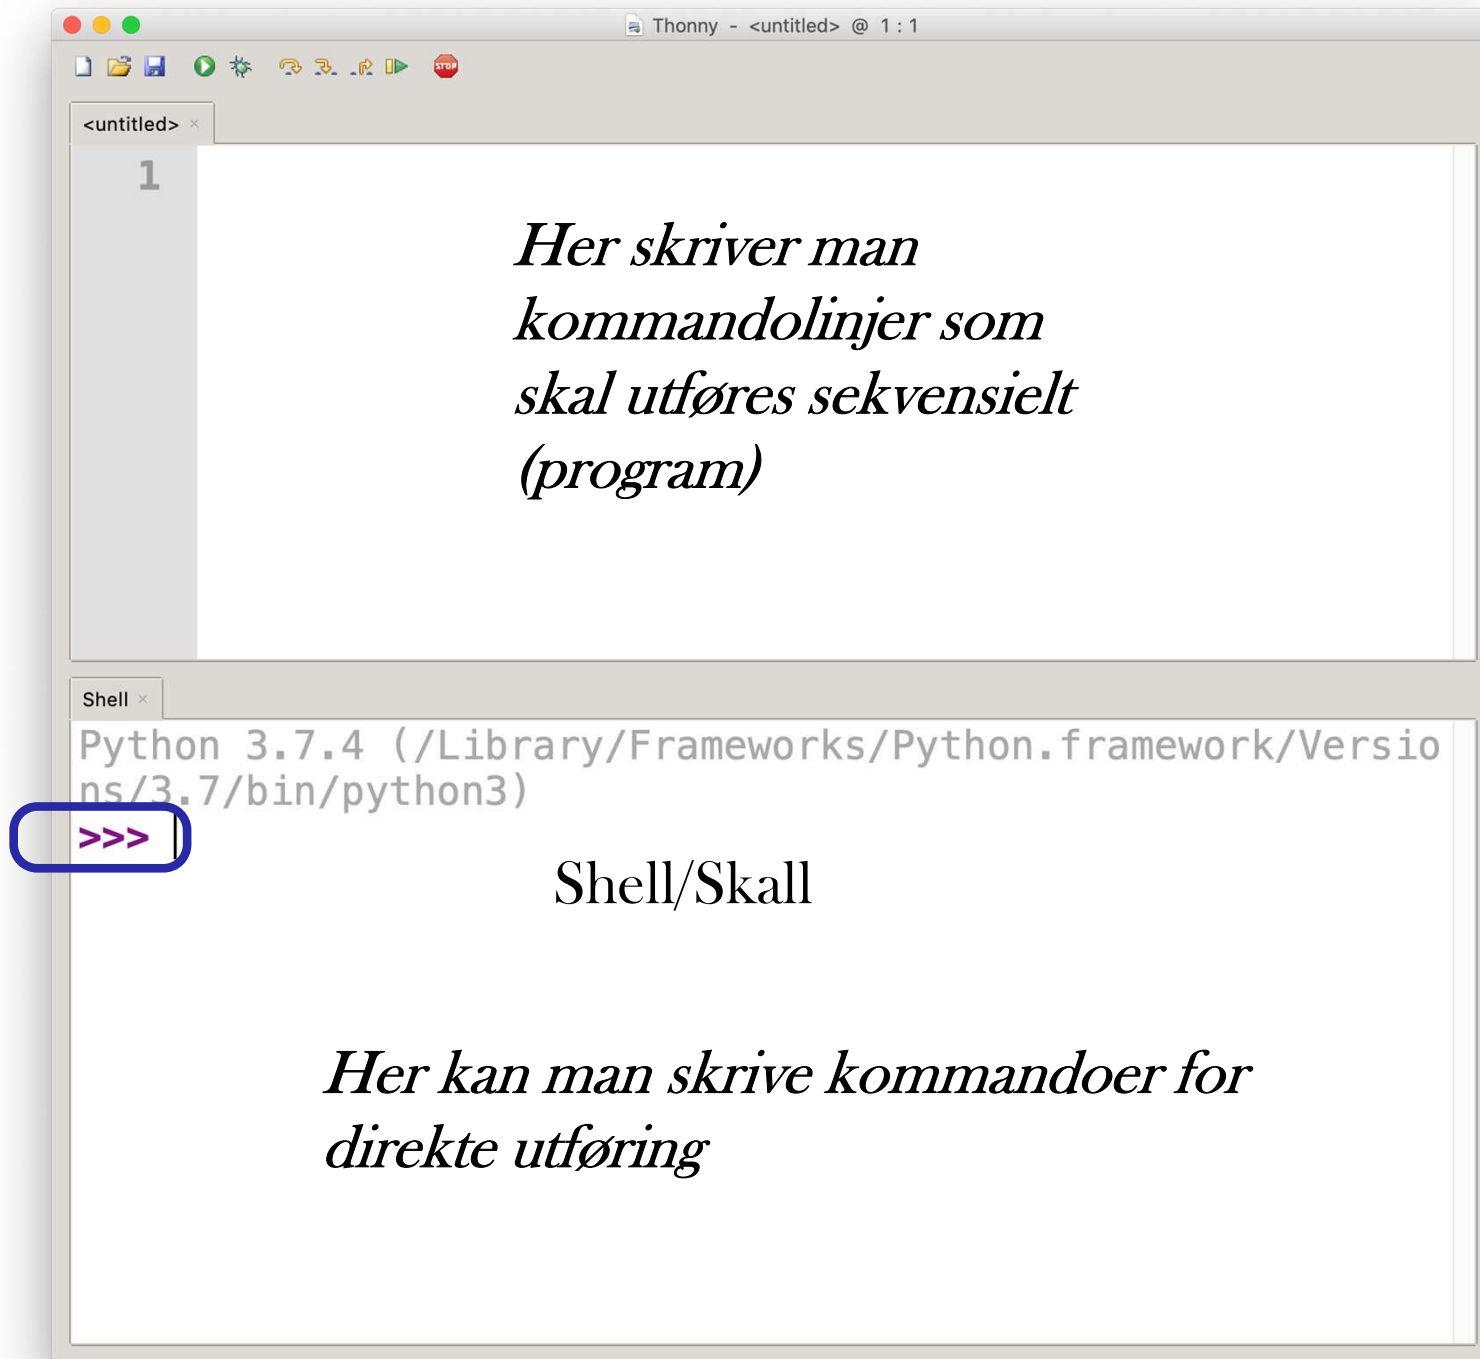 Thonny - <untitled> @ 1 : 1
STOP
<untitled> ×
1
Her skriver man
kommandolinjer som
skal utføres sekvensielt
(program)
Shell ×
Python 3.7.4 (/Library/Frameworks/Python.framework/Versio
ns/3.7/bin/python3)
>>>
Shell/Skall
Her kan man skrive kommandoer for
direkte utføring